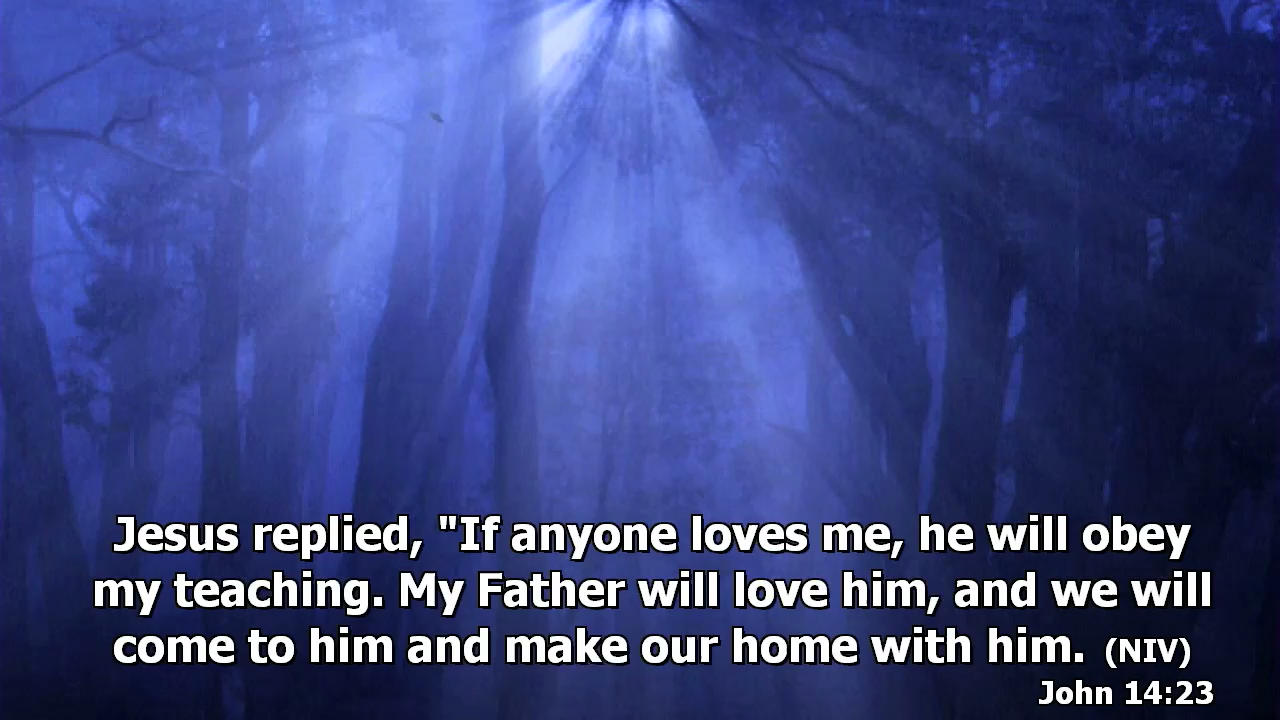 Jesus replied, "If anyone loves me, he will obey
my teaching. My Father will love him, and we will
come to him and make our home with him. (NIV)
John 14:23